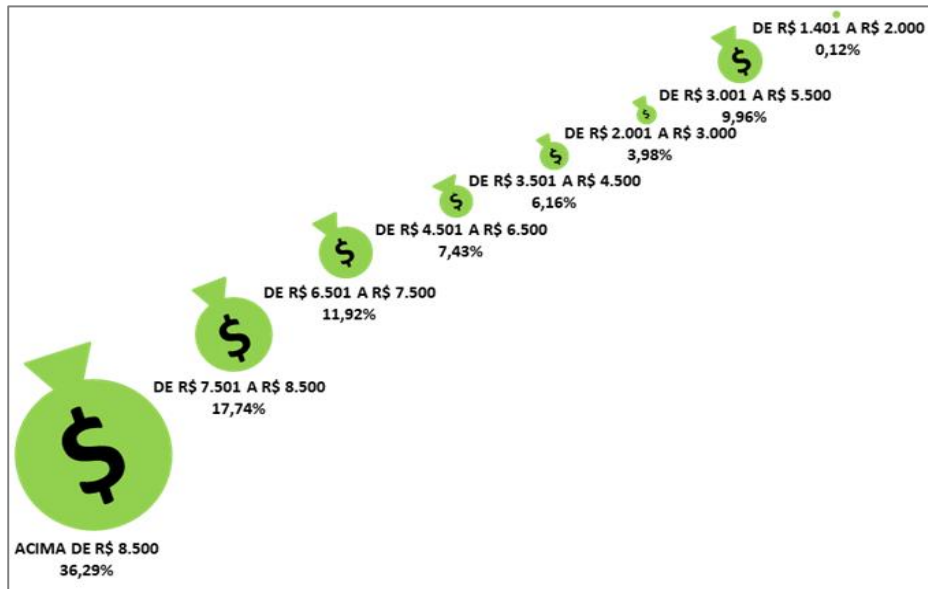 DE R$ 1.401 A R$ 2.000
0,12%
$
DE R$ 3.001 A R$ 5.500
9,96%
$
DE R$ 2.001 A R$ 3.000
3,98%
$
DE R$ 3.501 A R$ 4.500
6,16%
$
DE R$ 4.501 A R$ 6.500
7,43%
$
DE R$ 6.501 A R$ 7.500
11,92%
$
DE R$ 7.501 A R$ 8.500
17,74%
$
ACIMA DE R$ 8.500
36,29%